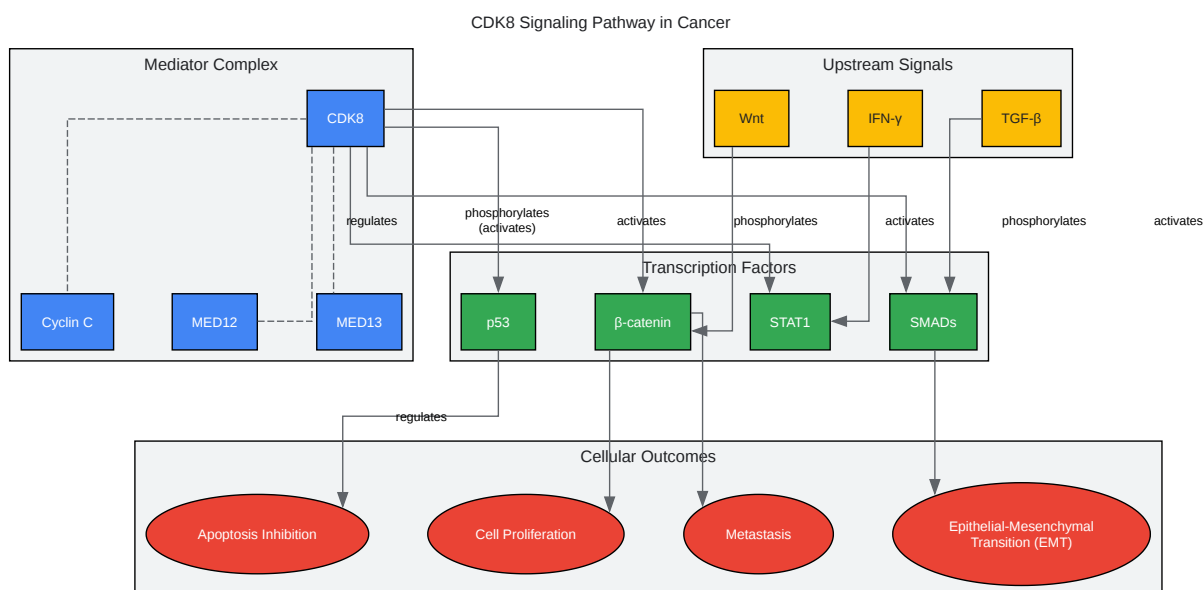 CDK8 Signaling Pathway in Cancer
Mediator Complex
Upstream Signals
CDK8
Wnt
IFN-γ
TGF-β
regulates
phosphorylates
(activates)
activates
phosphorylates
activates
phosphorylates
activates
Transcription Factors
Cyclin C
MED12
MED13
p53
β-catenin
STAT1
SMADs
regulates
Cellular Outcomes
Apoptosis Inhibition
Cell Proliferation
Metastasis
Epithelial-Mesenchymal
Transition (EMT)